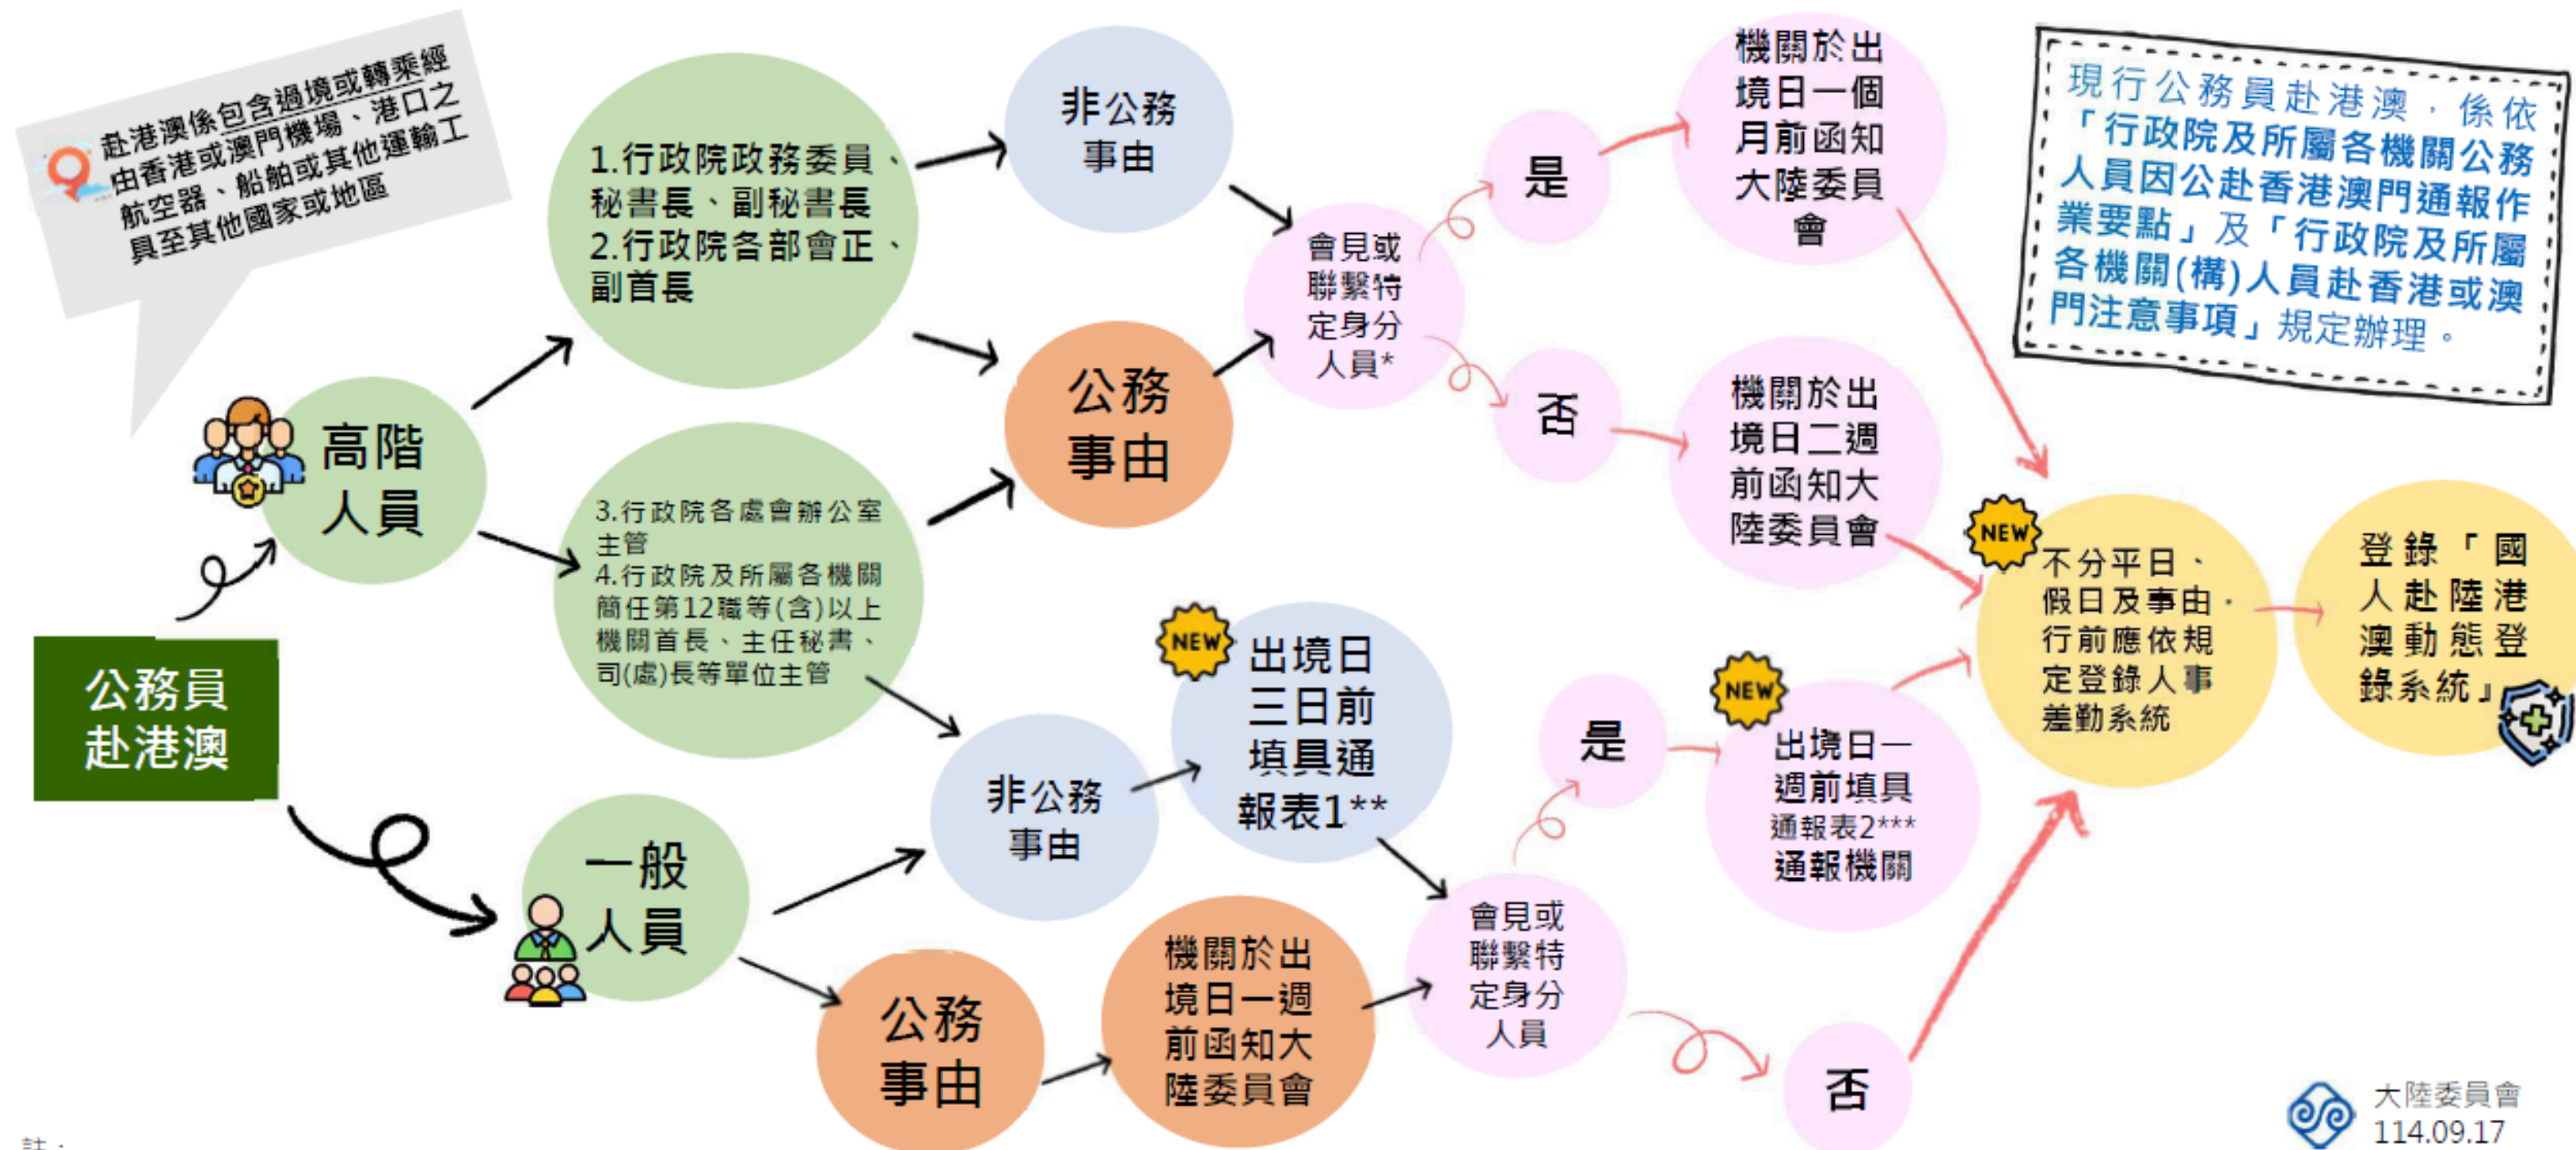 赴港澳係包含過境或轉乘經
由香港或澳門機場、港口之
航空器、船舶或其他運輸工
具至其他國家或地區
公務員
赴港澳
高階
人員
一般
人員
1.行政院政務委員、
秘書長、副秘書長
2.行政院各部會正、
副首長
3.行政院各處會辦公室
主管
4.行政院及所屬各機關
簡任第12職等(含)以上
機關首長、主任秘書、
司(處)長等單位主管
非公務
事由
公務
事由
會見或
聯繫特
定身分
人員*
是
機關於出
境日一個
月前函知
大陸委員
會
否
機關於出
境日二週
前函知大
陸委員會
非公務
事由
NEW
出境日
三日前
填具通
報表1**
公務
事由
機關於出
境日一週
前函知大
陸委員會
會見或
聯繫特
定身分
人員
是
NEW
出境日一
週前填具
通報表2***
通報機關
否
NEW
不分平日、
假日及事由，
行前應依規
定登錄人事
差勤系統
登錄「國
人赴陸港
澳動態登
錄系統」
現行公務員赴港澳，係依
「行政院及所屬各機關公務
人員因公赴香港澳門通報作
業要點」及「行政院及所屬
各機關(構)人員赴香港或澳
門注意事項」規定辦理。
大陸委員會
114.09.17